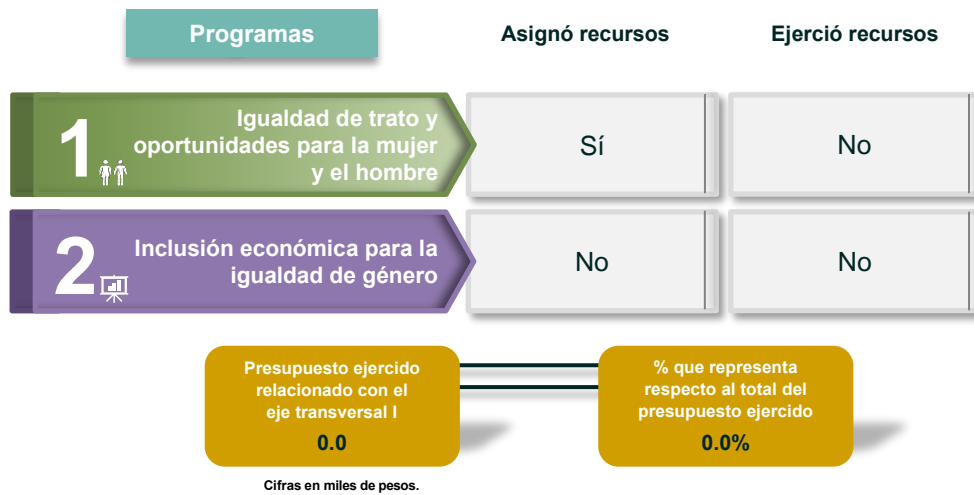 Programas
Asignó recursos
Ejerció recursos
1
Igualdad de trato y
oportunidades para la mujer
y el hombre
Sí
No
2
Inclusión económica para la
igualdad de género
No
No
Presupuesto ejercido
relacionado con el
eje transversal I
0.0
% que representa
respecto al total del
presupuesto ejercido
0.0%
Cifras en miles de pesos.